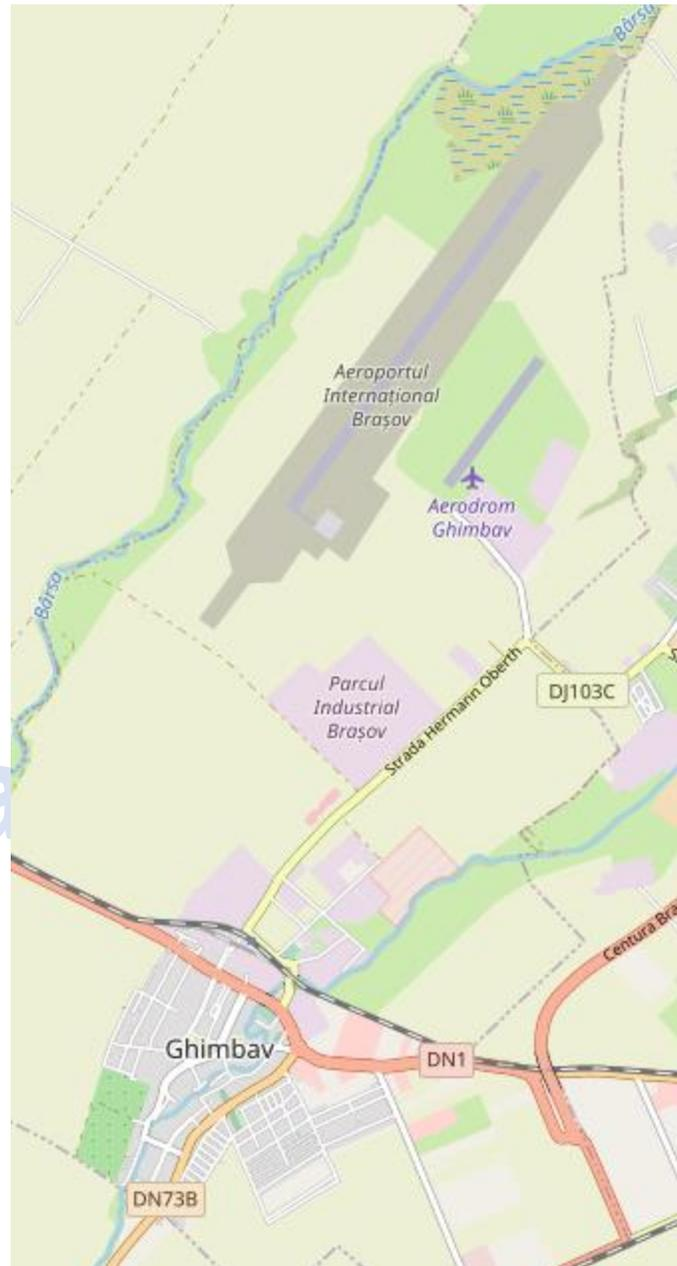 Bârsa
Aeroportul
Internațional
Brașov
Aerodrom
Ghimbav
Bârsa
Parcul
Industrial
Brașov
Strada Hermann Oberth
DJ103C
Centura Bra
Ghimbav
DN1
DN73B